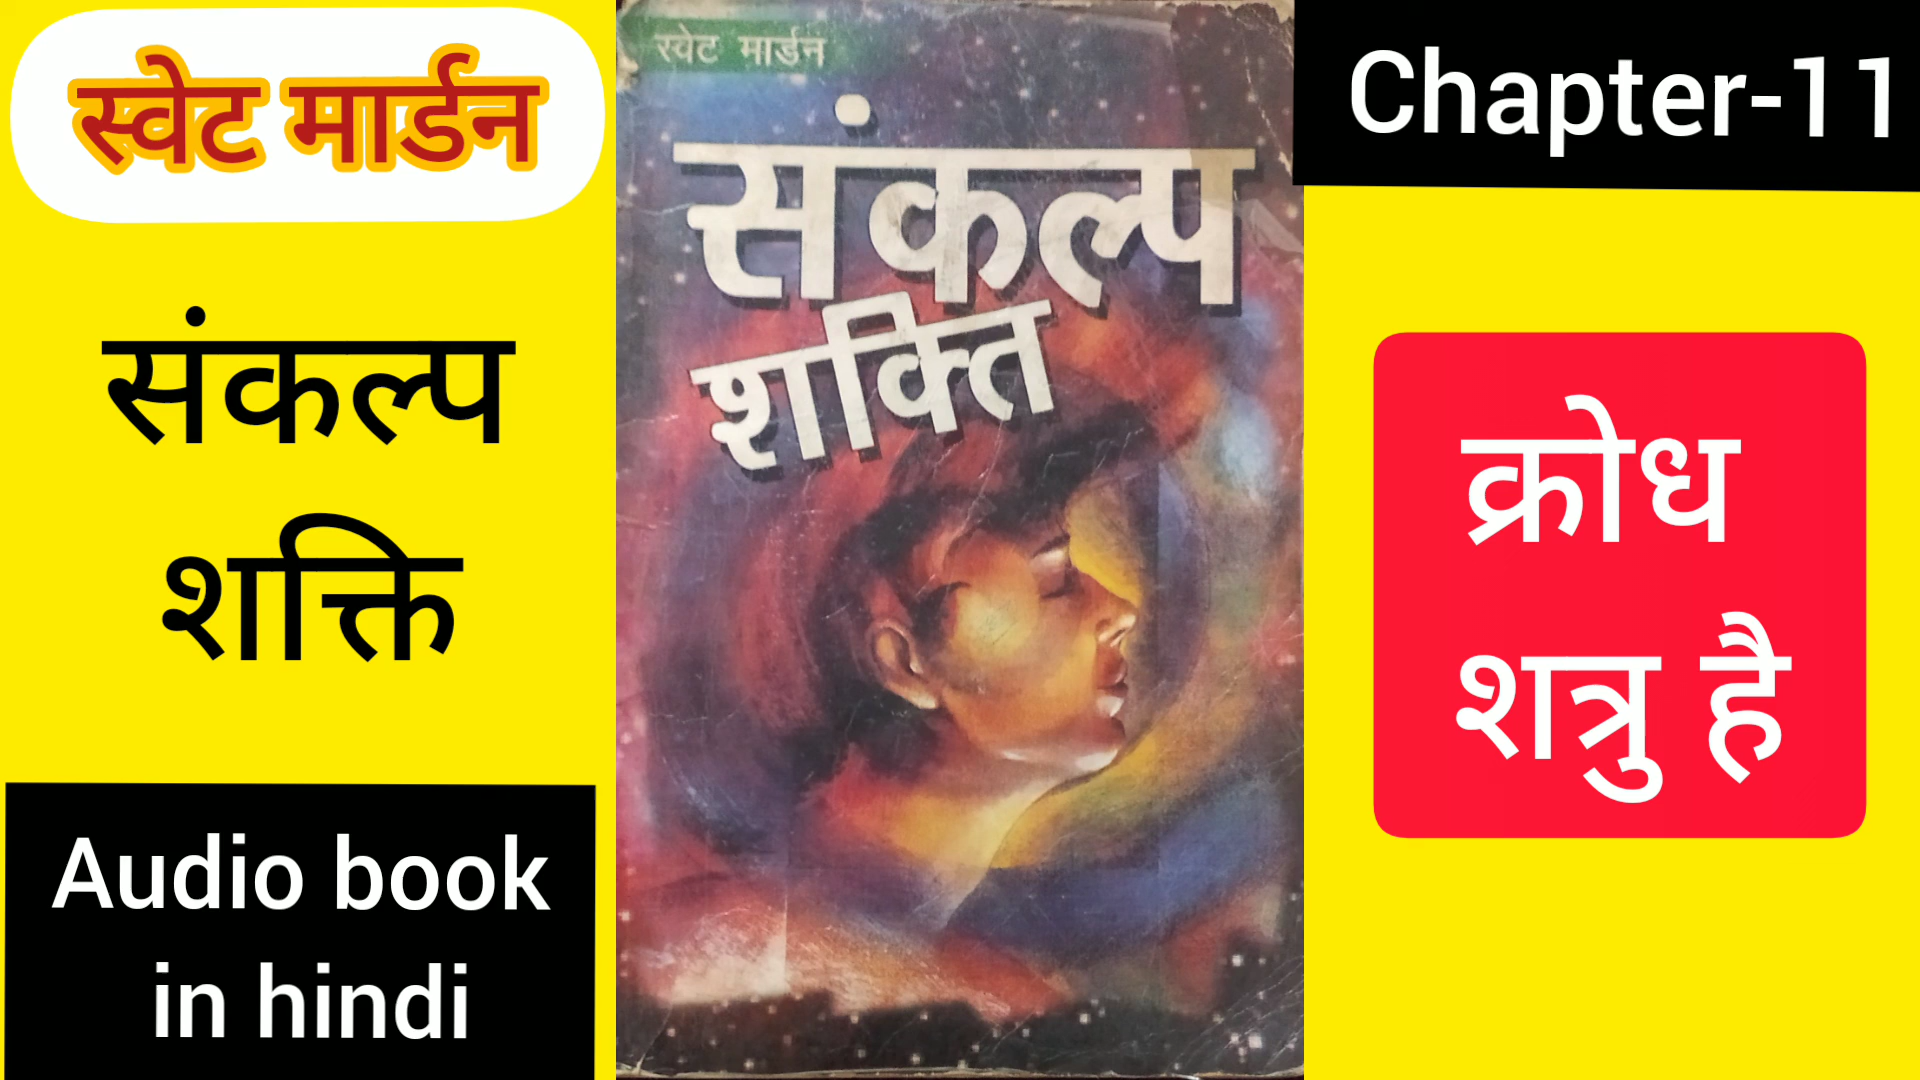 स्वेट मार्डन
संकल्प
शक्ति
Audio book
in hindi
स्वेट मार्डन
संकल्प
शक्ति
Chapter-11
क्रोध
शत्रु है